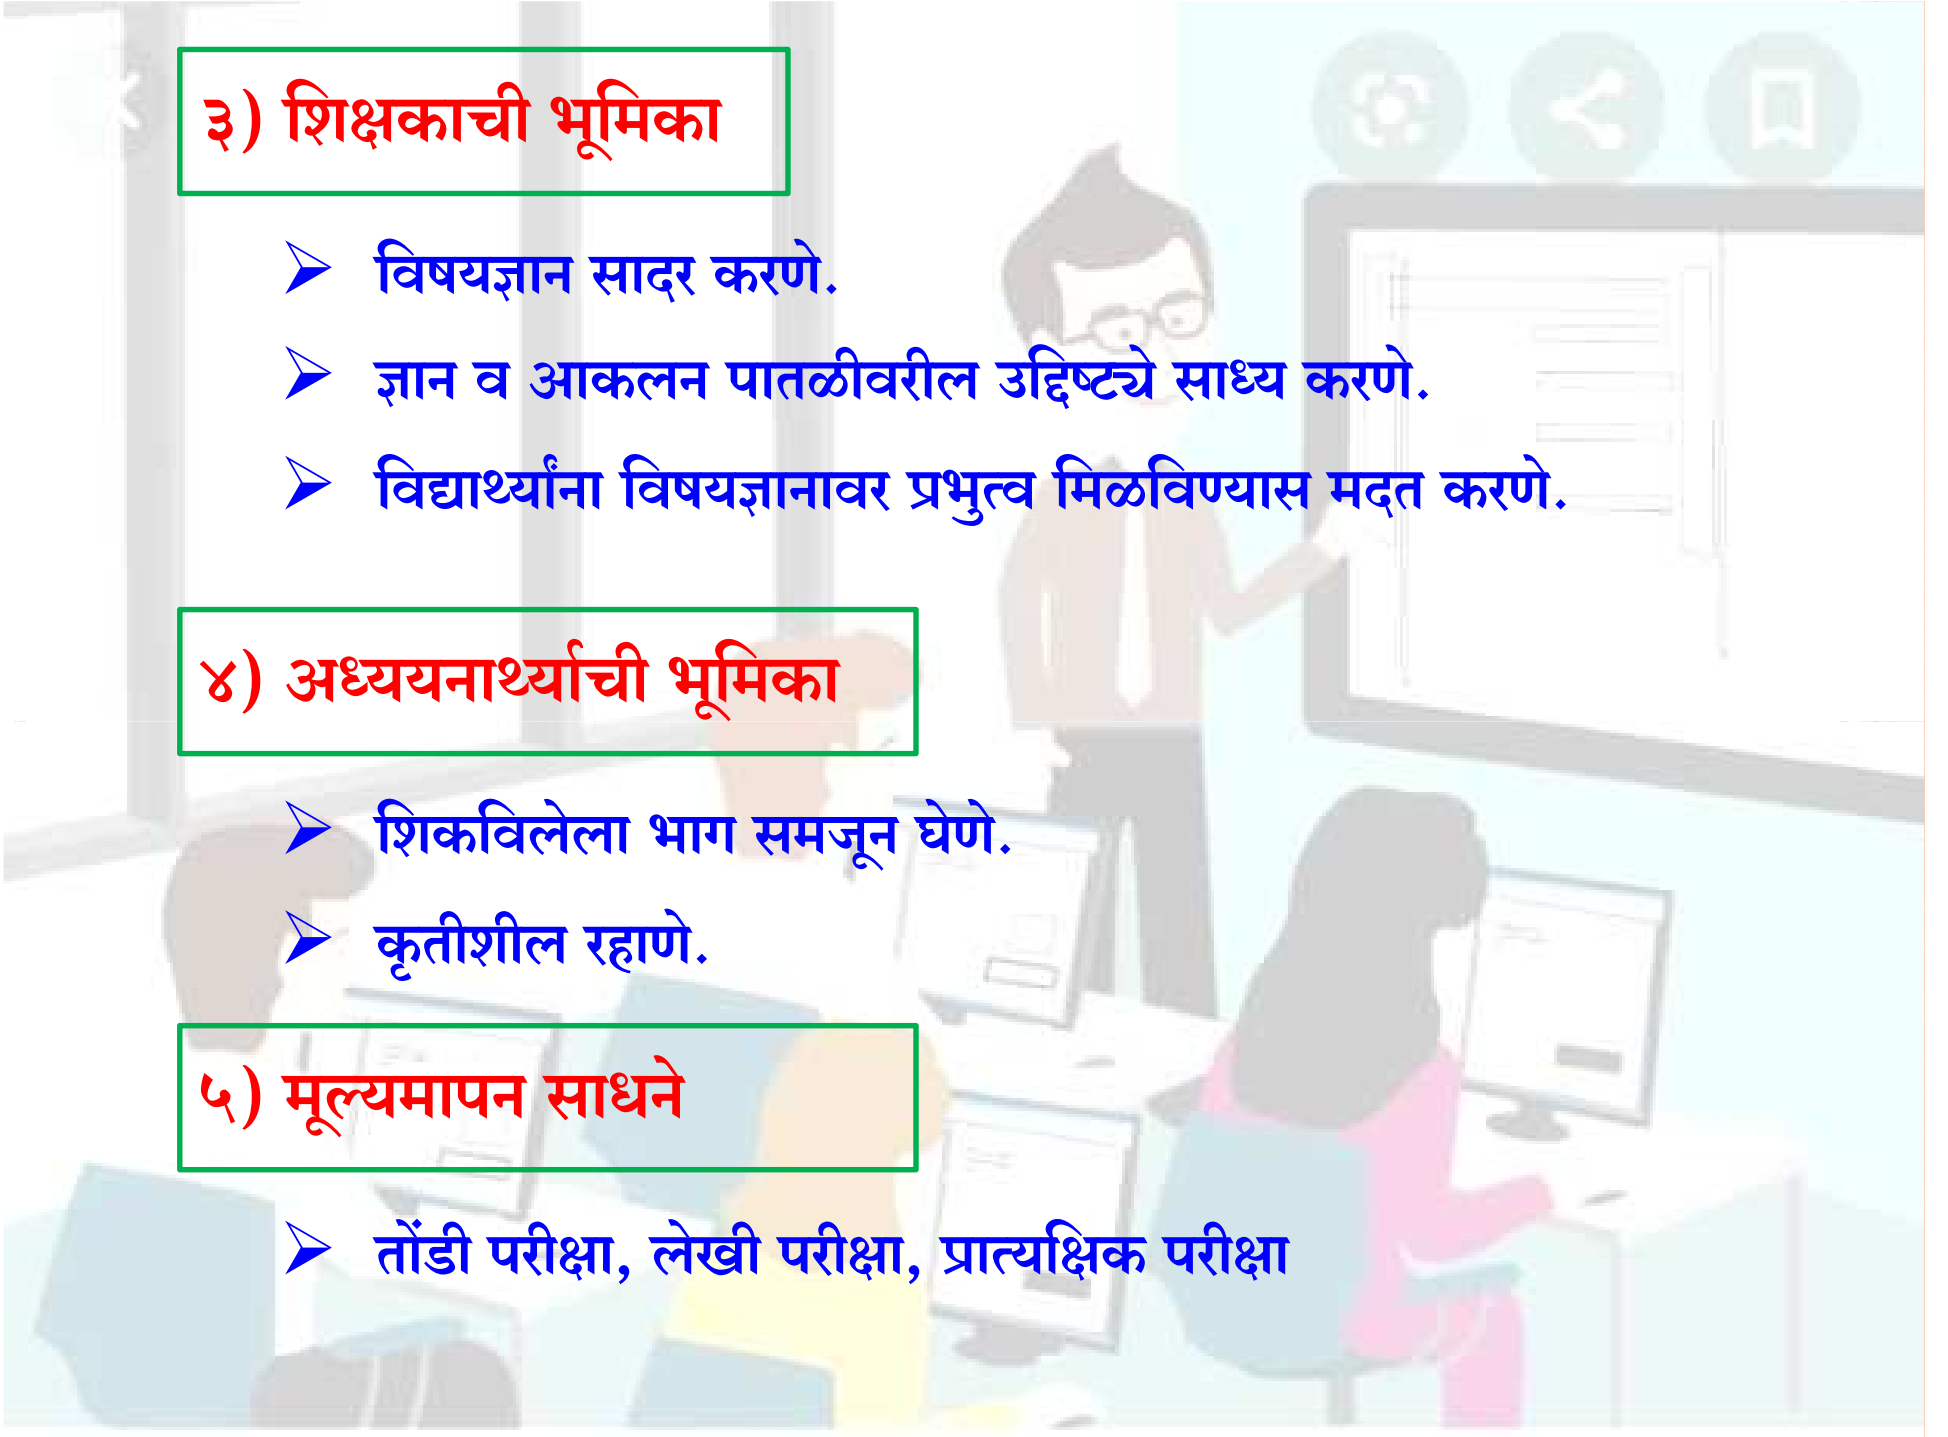 ३) शिक्षकाची भूमिका
➢ विषयज्ञान सादर करणे.
➢ ज्ञान व आकलन पातळीवरील उद्दिष्ट्ये साध्य करणे.
➢ विद्यार्थ्यांना विषयज्ञानावर प्रभुत्व मिळविण्यास मदत करणे.
४) अध्ययनार्थ्याची भूमिका
➢ शिकविलेला भाग समजून घेणे.
➢ कृतीशील रहाणे.
५) मूल्यमापन साधने
➢ तोंडी परीक्षा, लेखी परीक्षा, प्रात्यक्षिक परीक्षा